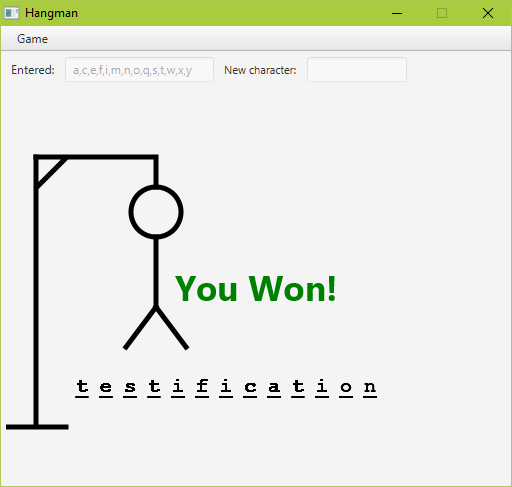 Hangman
Game
Entered: a,c,e,f,i,m,n,o,q,s,t,w,x,y New character:
You Won!
t e s t i f i c a t i o n